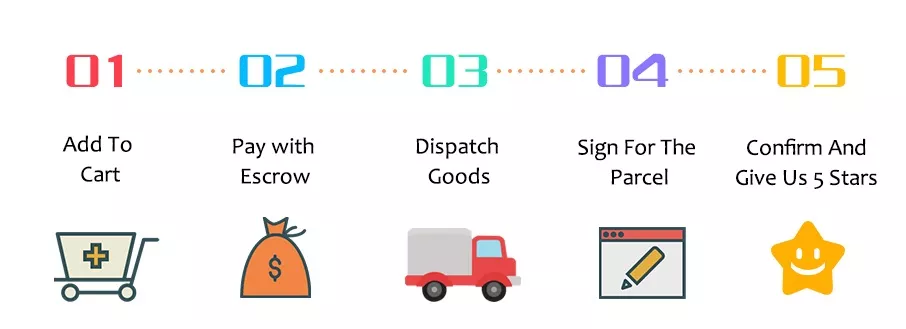 01
02
03
04
05
Add To
Cart
Pay with
Escrow
Dispatch
Goods
Sign For The
Parcel
Confirm And
Give Us 5 Stars
$